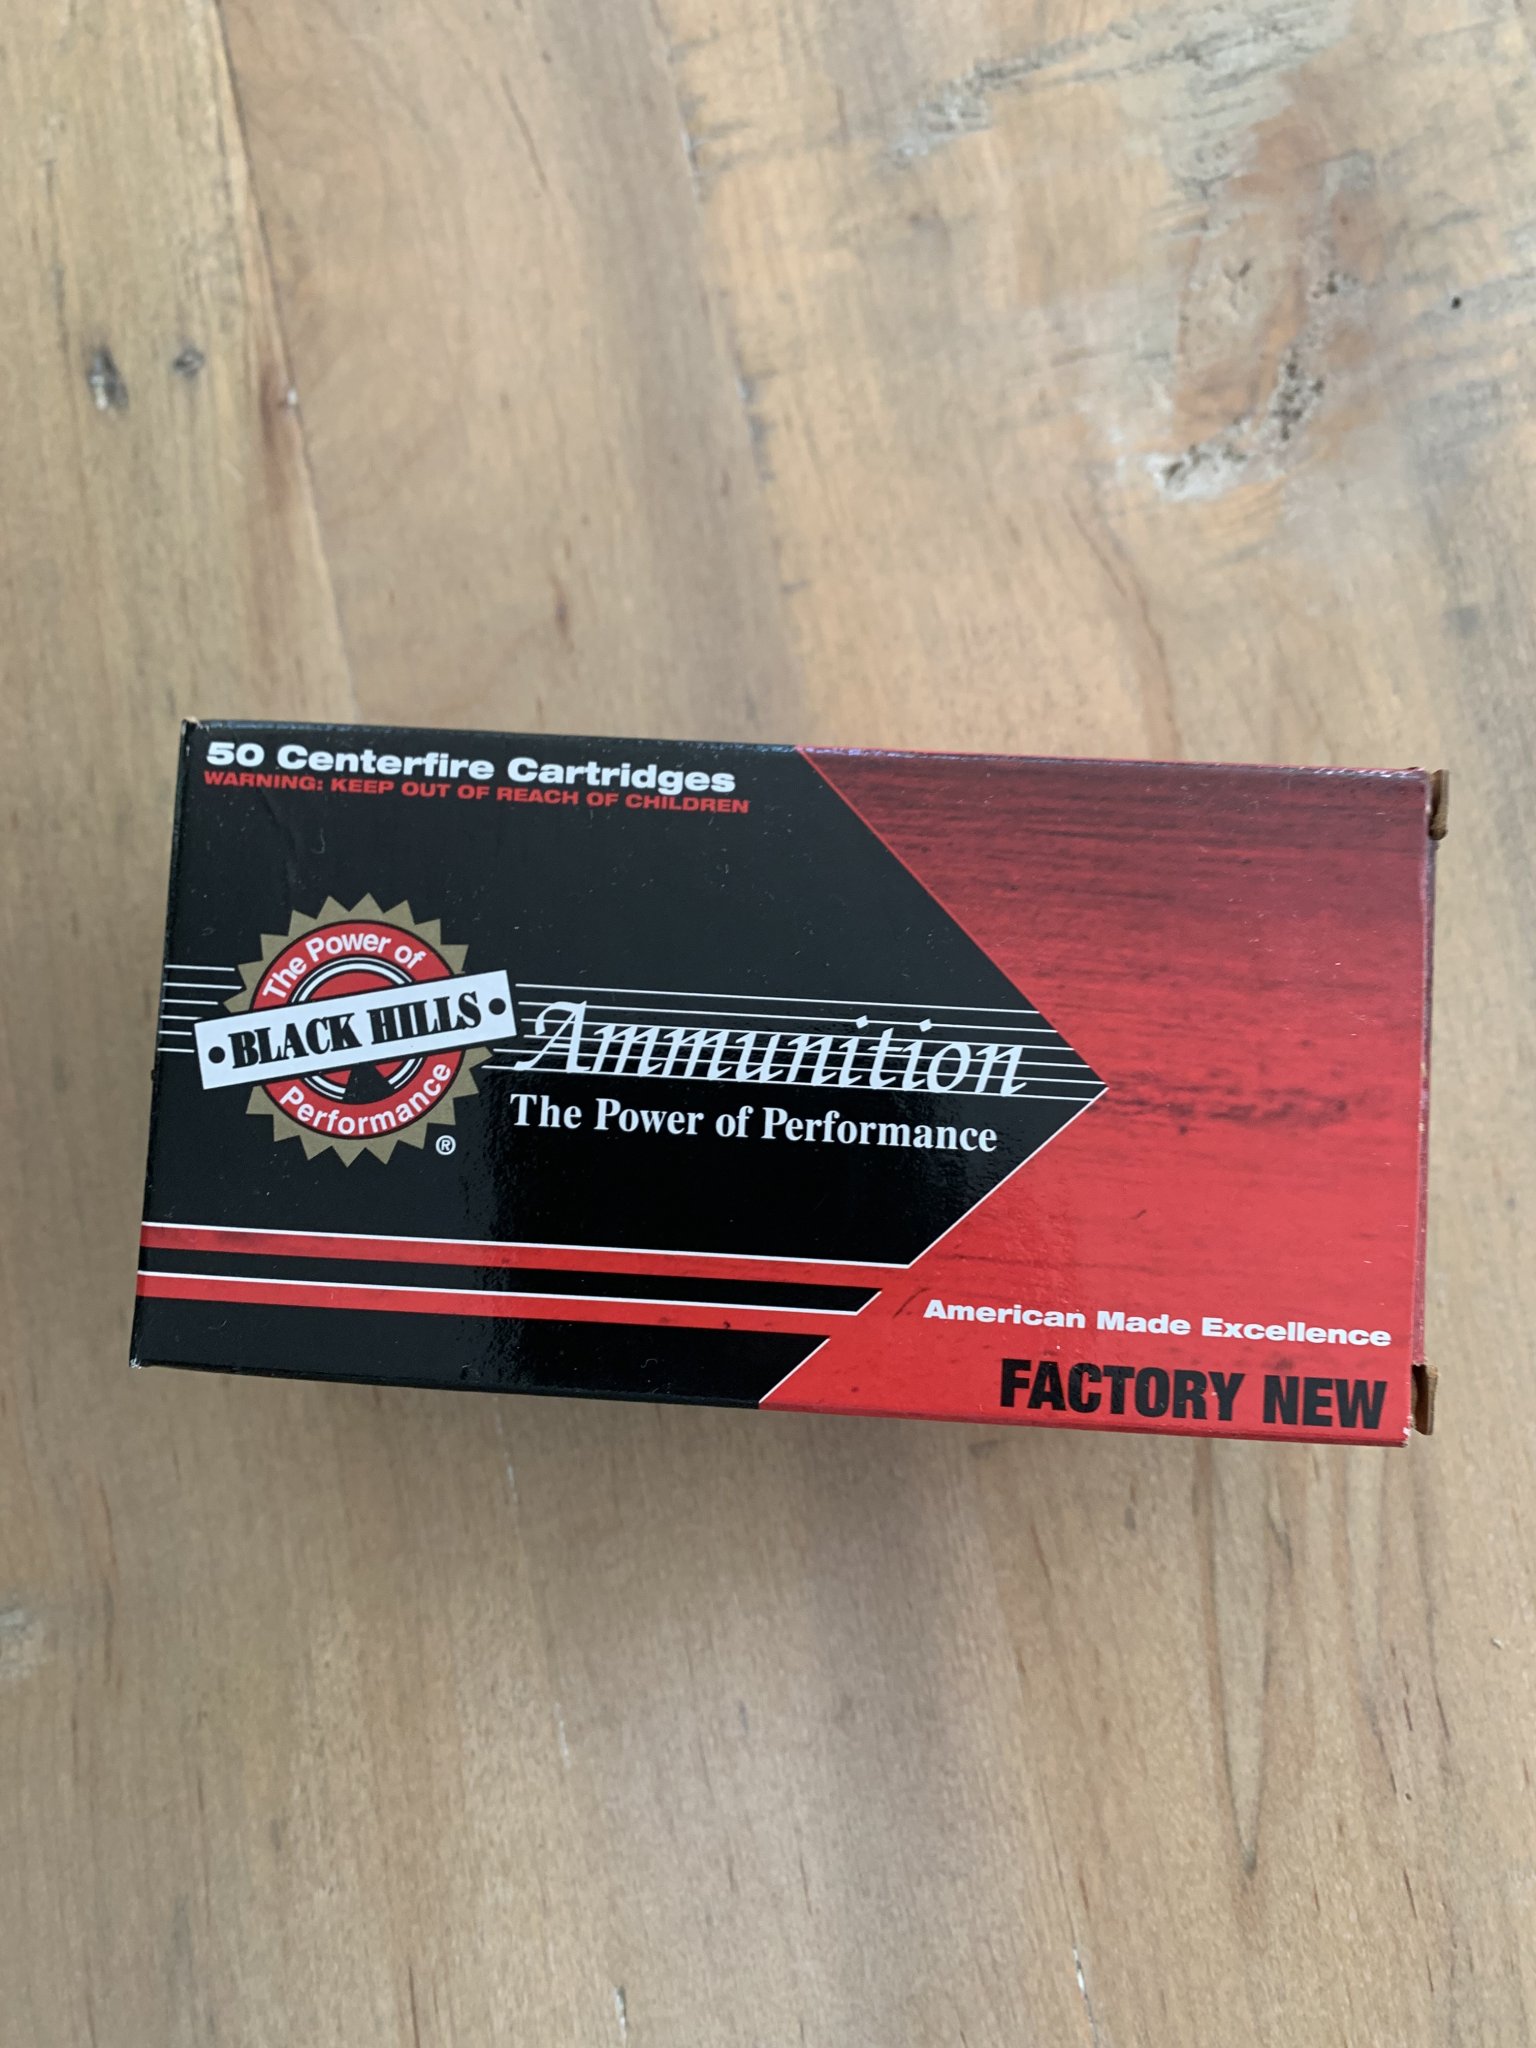 50 Centerfire Cartridges
WARNING: KEEP OUT OF REACH OF CHILDREN
The Power of
• BLACK HILLS •
Performance
®
Ammunition
The Power of Performance
American Made Excellence
FACTORY NEW